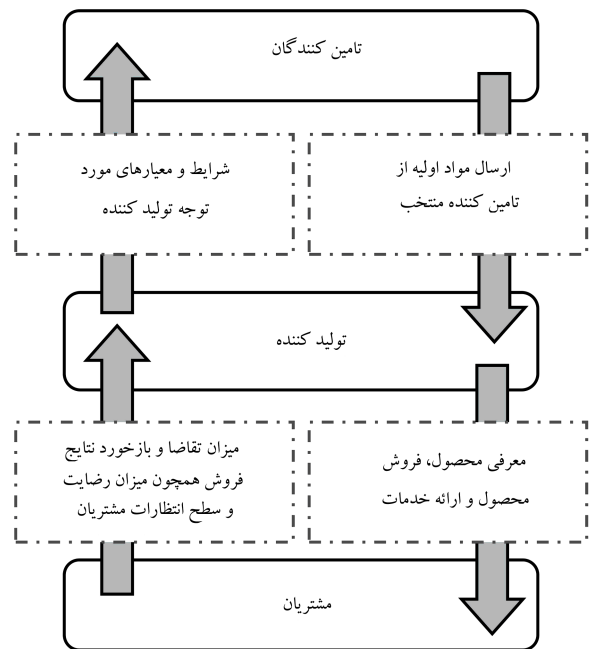 تامین کنندگان
ارسال مواد اولیه از
تامین کننده منتخب
شرایط و معیارهای مورد
توجه تولید کننده
تولید کننده
معرفی محصول، فروش
محصول و ارائه خدمات
میزان تقاضا و بازخورد نتایج
فروش همچون میزان رضایت
و سطح انتظارات مشتریان
مشتریان